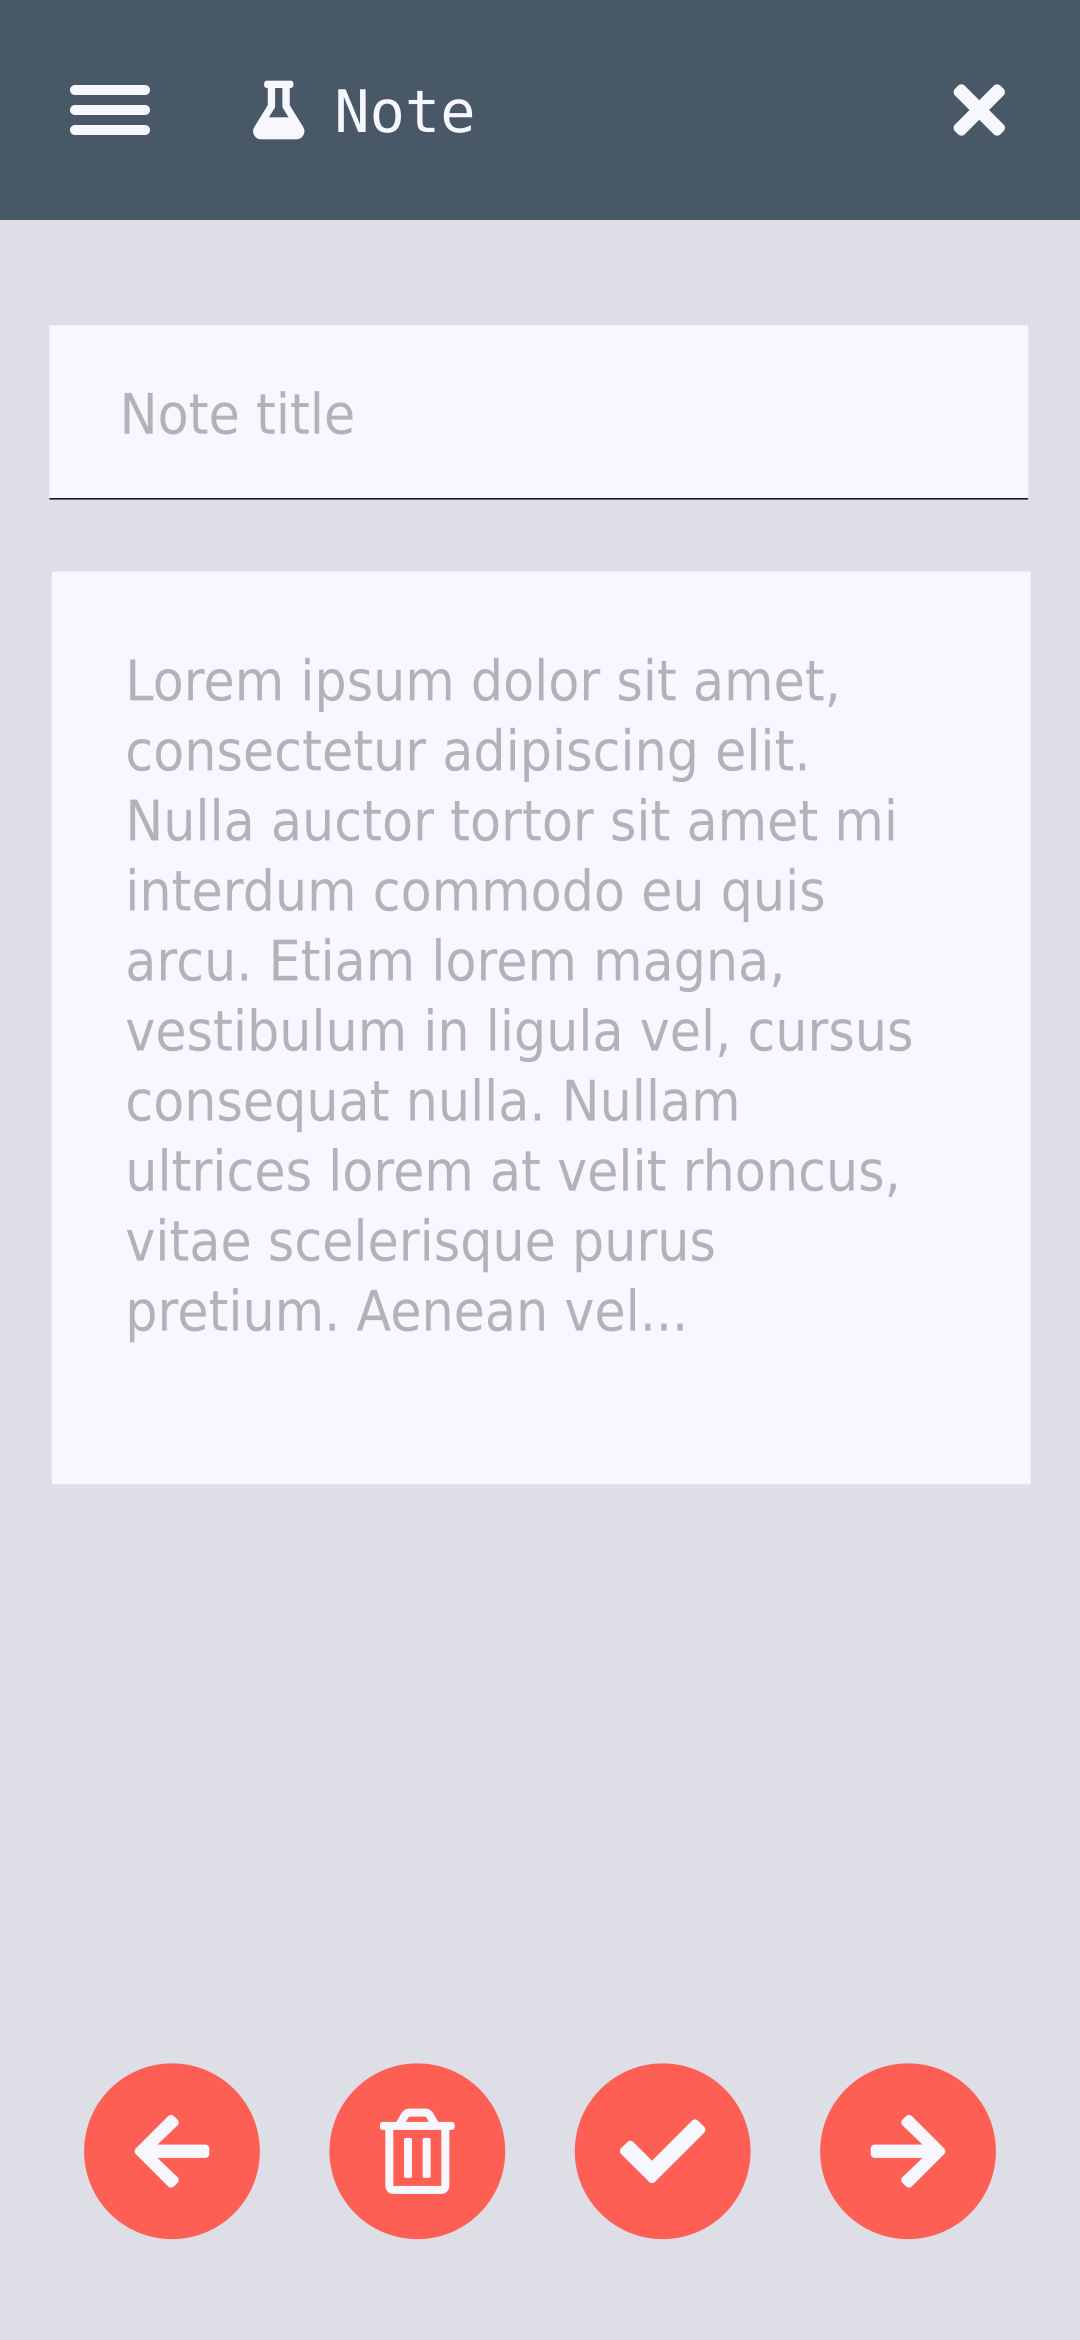 Note
Note title
Lorem ipsum dolor sit amet,
consectetur adipiscing elit.
Nulla auctor tortor sit amet mi
interdum commodo eu quis
arcu. Etiam lorem magna,
vestibulum in ligula vel, cursus
consequat nulla. Nullam
ultrices lorem at velit rhoncus,
vitae scelerisque purus
pretium. Aenean vel...